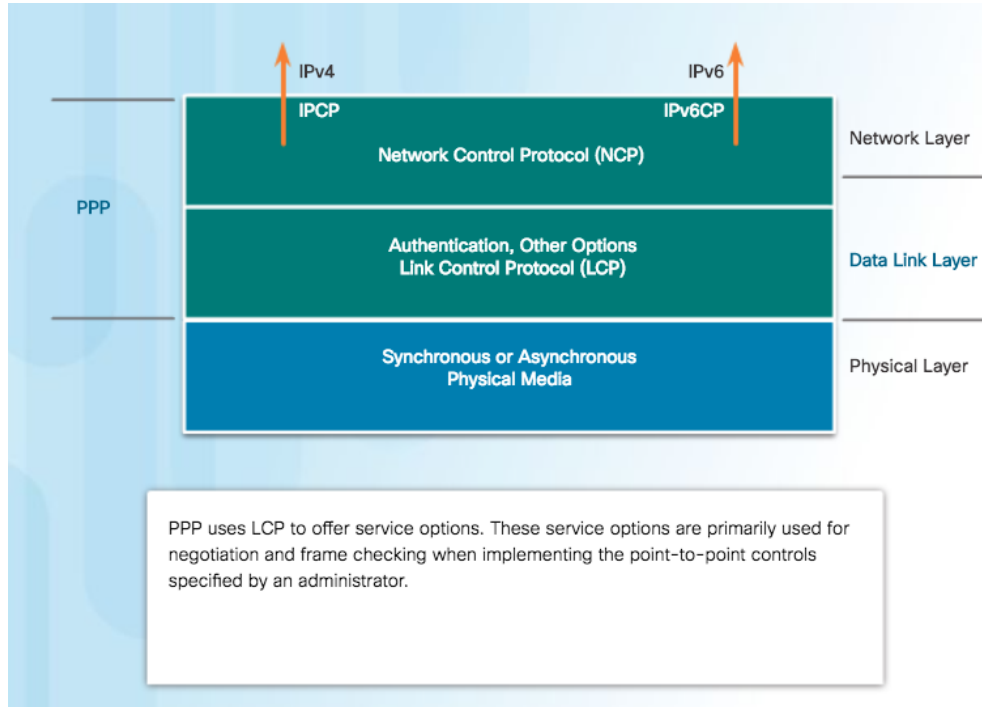 IPv4
IPv6
IPCP
IPv6CP
Network Control Protocol (NCP)
Network Layer
PPP
Authentication, Other Options
Link Control Protocol (LCP)
Data Link Layer
Synchronous or Asynchronous
Physical Media
Physical Layer
PPP uses LCP to offer service options. These service options are primarily used for
negotiation and frame checking when implementing the point-to-point controls
specified by an administrator.